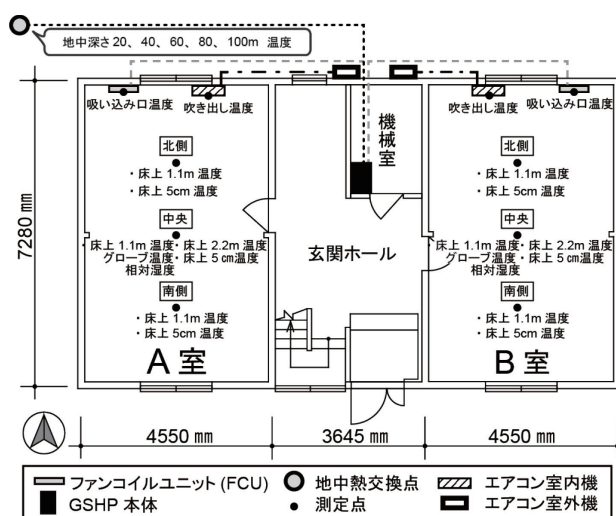 地中深さ20、40、60、80、100m 温度
吸い込み口温度
吹き出し温度
吹き出し温度
吸い込み口温度
北側
・床上 1.1m 温度
・床上 5cm 温度
中央
・床上 1.1m 温度・床上 2.2m 温度
グローブ温度・床上 5 ㎝温度
相対湿度
南側
・床上 1.1m 温度
・床上 5cm 温度
A 室
機械室
玄関ホール
北側
・床上 1.1m 温度
・床上 5cm 温度
中央
・床上 1.1m 温度・床上 2.2m 温度
グローブ温度・床上 5 ㎝温度
相対湿度
南側
・床上 1.1m 温度
・床上 5cm 温度
B 室
7280 ㎜
4550 ㎜
3645 ㎜
4550 ㎜
ファンコイルユニット (FCU)
地中熱交換点
エアコン室内機
GSHP 本体
測定点
エアコン室外機